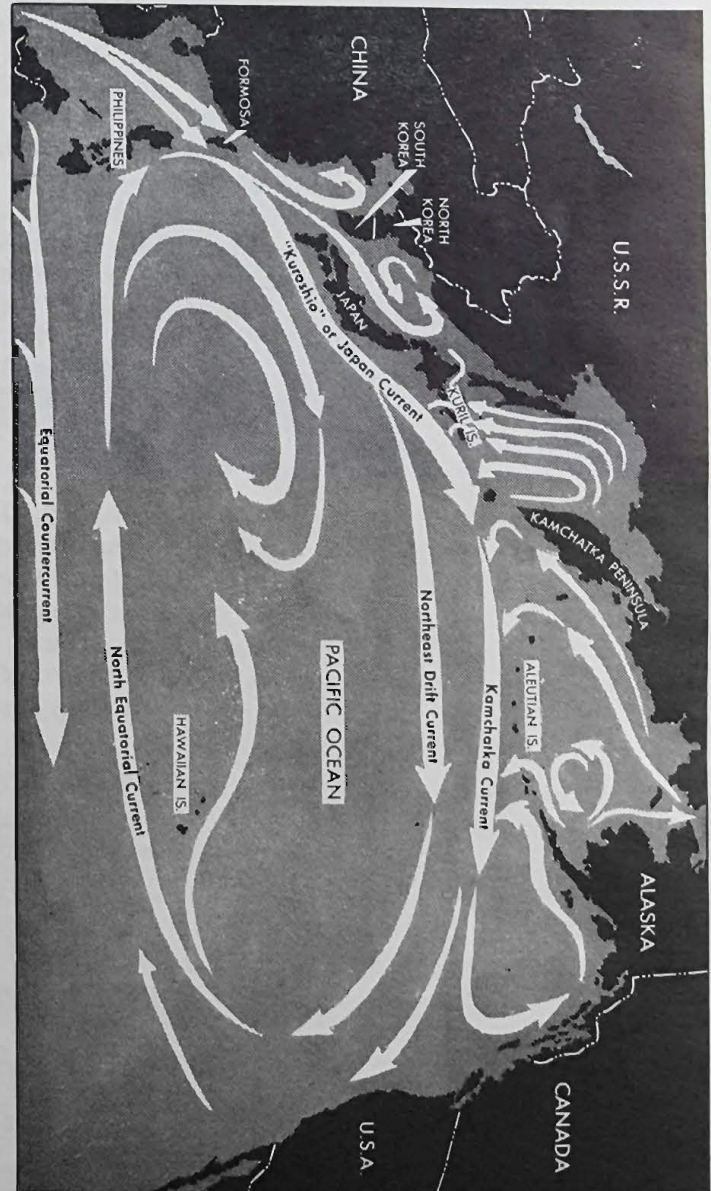 CHINA
FORMOSA
PHILIPPINES
SOUTH
KOREA
NORTH
KOREA
U.S.S.R.
JAPAN
"Kuroshio" or Japan Current
KURIL IS.
KAMCHATKA PENINSULA
ALEUTIAN IS.
Northeast Drift Current
Kamchatka Current
PACIFIC OCEAN
HAWAIIAN IS.
North Equatorial Current
Equatorial Countercurrent
ALASKA
CANADA
U.S.A.